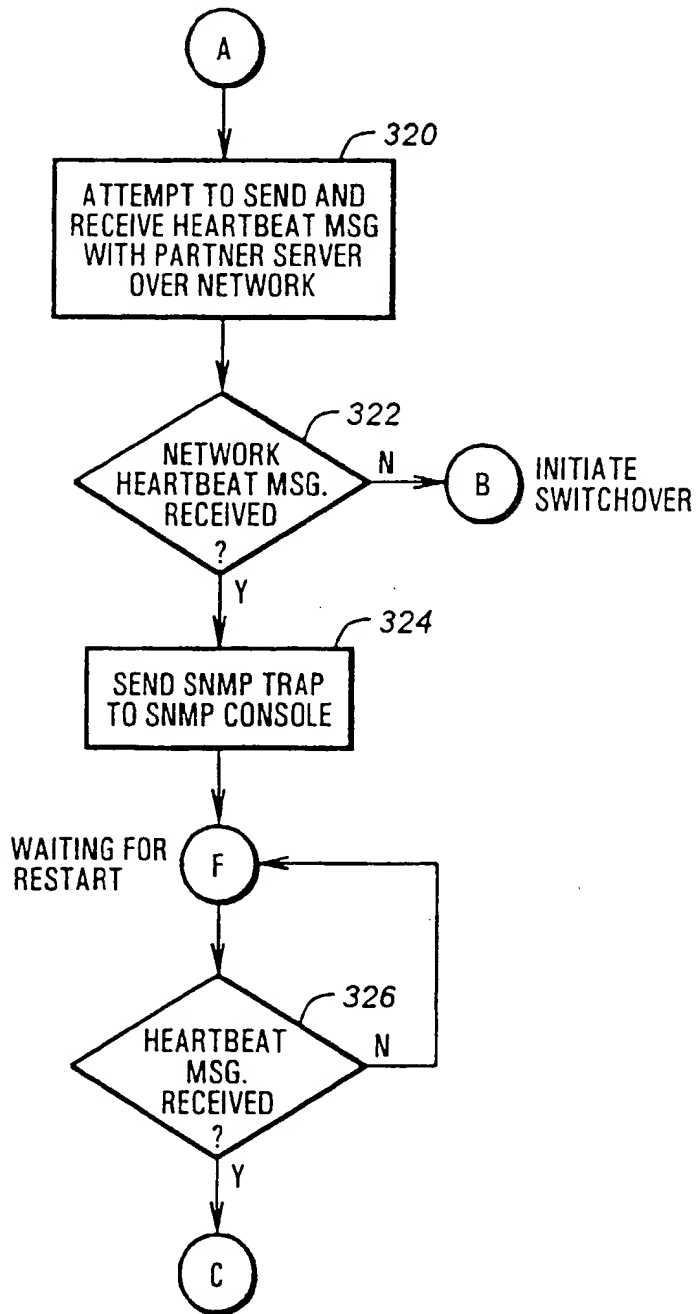 A
320
ATTEMPT TO SEND AND
RECEIVE HEARTBEAT MSG
WITH PARTNER SERVER
OVER NETWORK
322
NETWORK
HEARTBEAT MSG.
RECEIVED
?
N
B
INITIATE
SWITCHOVER
Y
324
SEND SNMP TRAP
TO SNMP CONSOLE
WAITING FOR
RESTART
F
326
HEARTBEAT
MSG.
RECEIVED
?
N
Y
C